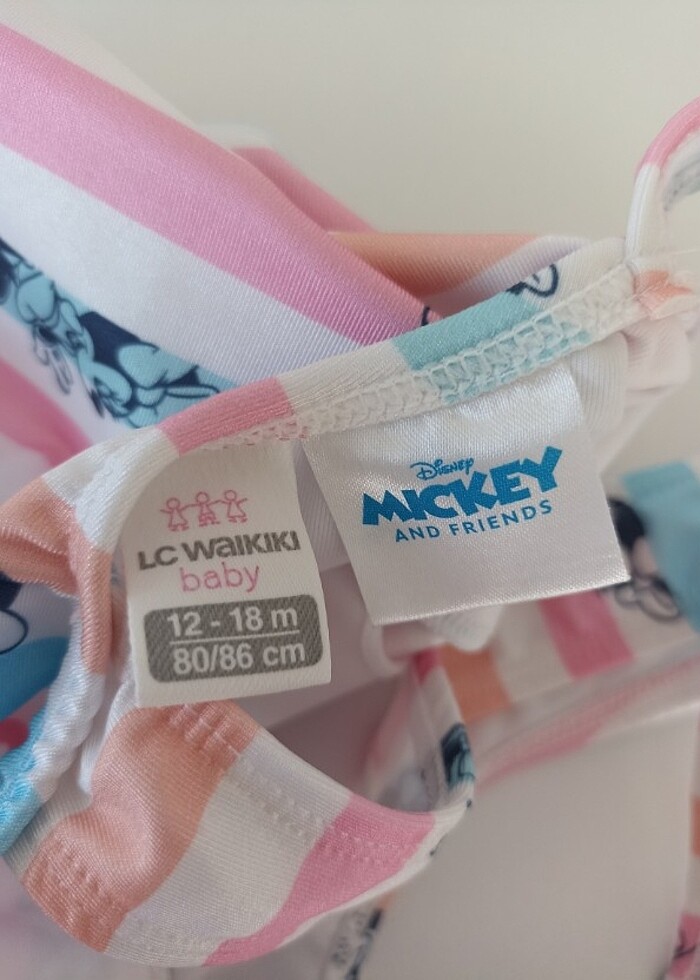 LC WAIKIKI
baby
12 - 18 m
80/86 cm
DISNEY
MICKEY
AND FRIENDS